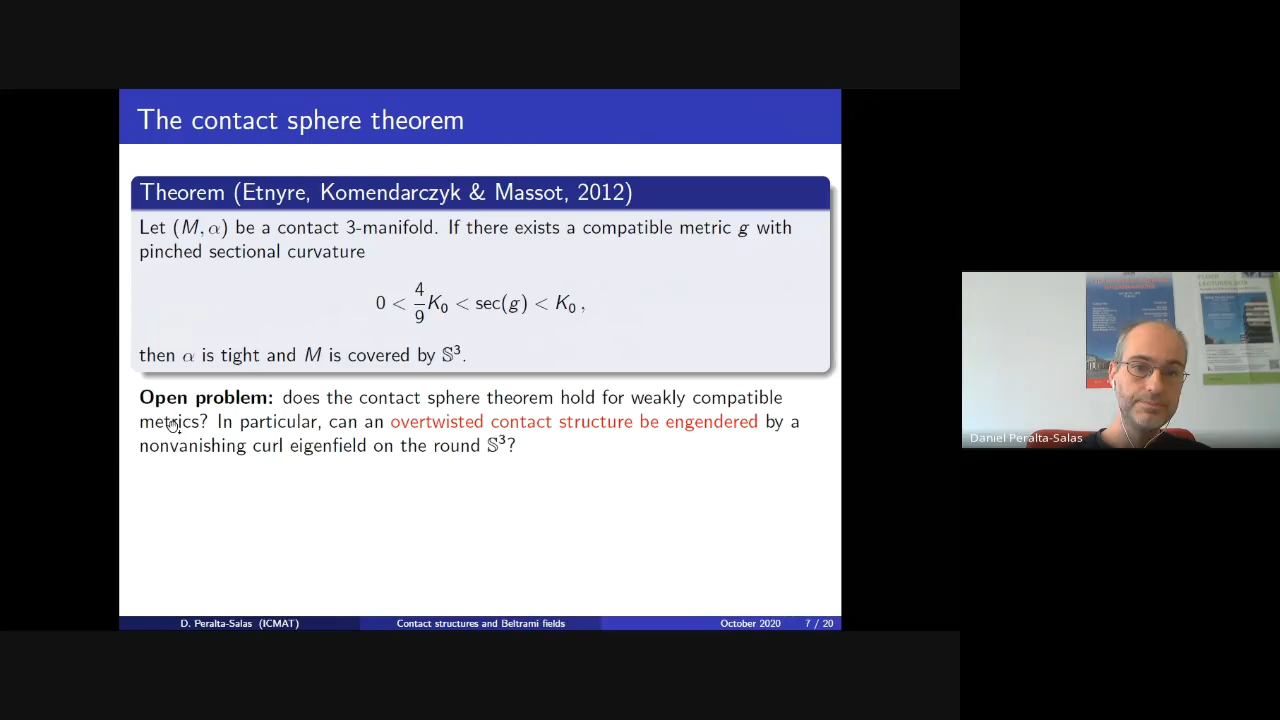 The contact sphere theorem
Theorem (Etnyre, Komendarczyk & Massot, 2012)
Let (M, α) be a contact 3-manifold. If there exists a compatible metric g with
pinched sectional curvature
0 < 4/9 K₀ < sec(g) < K₀ ,
then α is tight and M is covered by 𝕊³.
Open problem: does the contact sphere theorem hold for weakly compatible
metrics? In particular, can an overtwisted contact structure be engendered by a
nonvanishing curl eigenfield on the round 𝕊³?
D. Peralta-Salas (ICMAT)
Contact structures and Beltrami fields
October 2020
7 / 20
Daniel Peralta-Salas